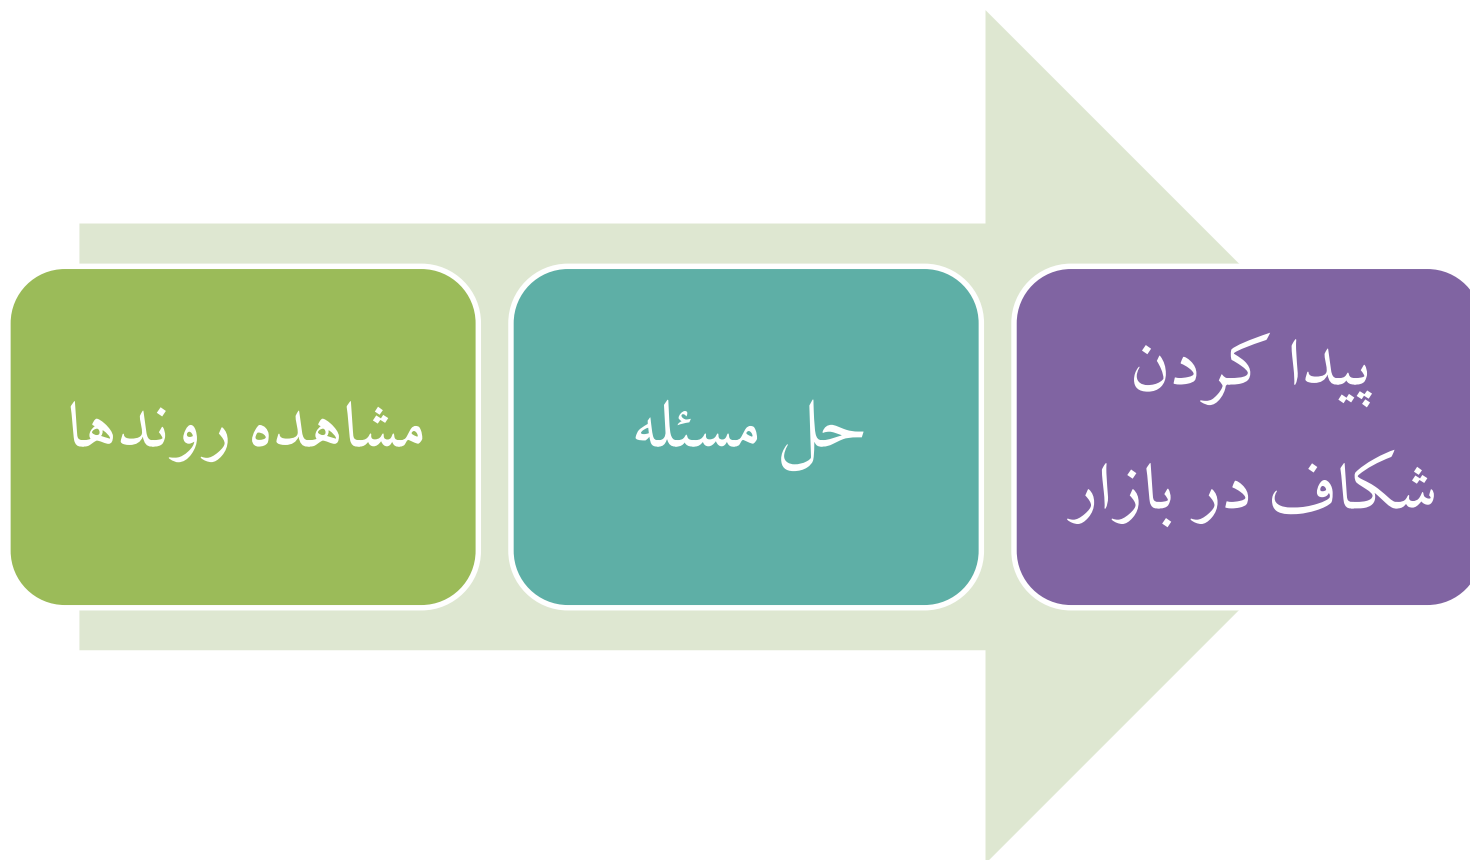 مشاهده روندها
حل مسئله
پیدا کردن
شکاف در بازار